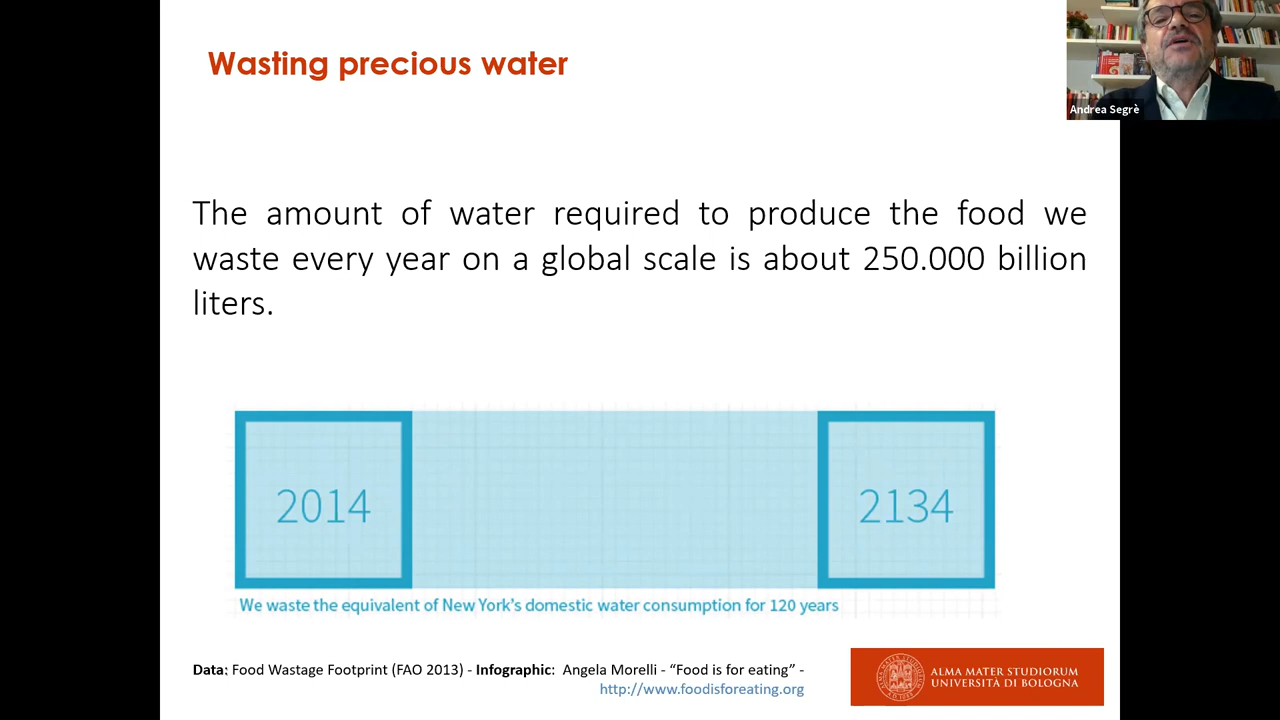 Wasting precious water
Andrea Segrè
The amount of water required to produce the food we
waste every year on a global scale is about 250.000 billion
liters.
2014
2134
We waste the equivalent of New York's domestic water consumption for 120 years
Data: Food Wastage Footprint (FAO 2013) - Infographic: Angela Morelli - “Food is for eating” -
http://www.foodisforeating.org
ALMA MATER STUDIORUM
UNIVERSITÀ DI BOLOGNA